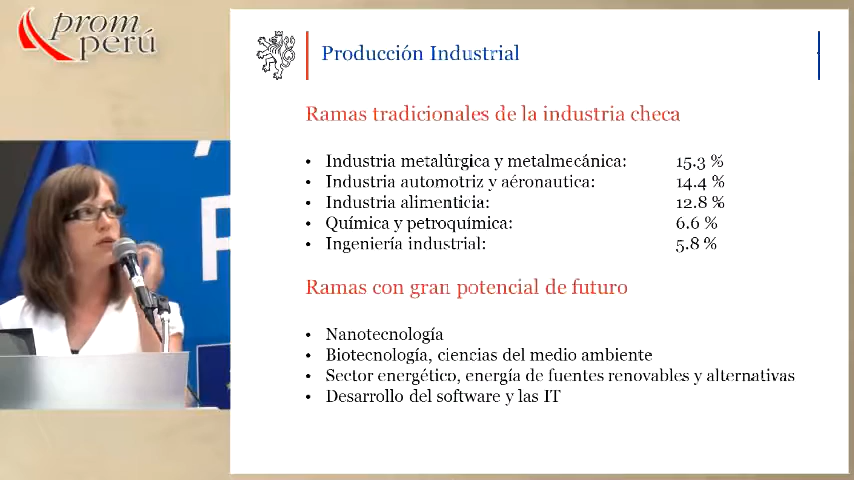 prom
perú
Producción Industrial
Ramas tradicionales de la industria checa
• Industria metalúrgica y metalmecánica: 15.3 %
• Industria automotriz y aéronautica: 14.4 %
• Industria alimenticia: 12.8 %
• Química y petroquímica: 6.6 %
• Ingeniería industrial: 5.8 %
Ramas con gran potencial de futuro
• Nanotecnología
• Biotecnología, ciencias del medio ambiente
• Sector energético, energía de fuentes renovables y alternativas
• Desarrollo del software y las IT